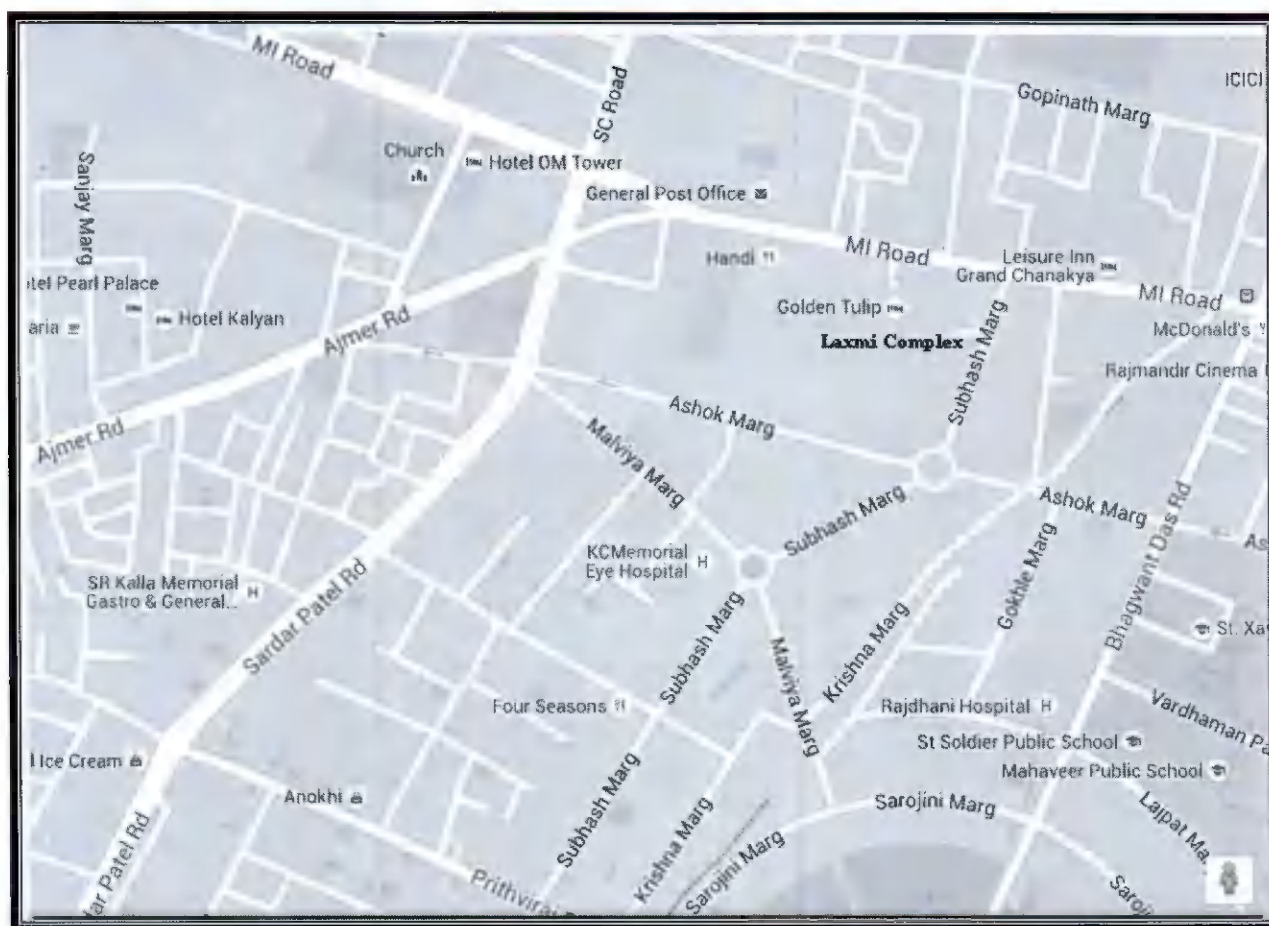 MI Road
SC Road
ICICI
Gopinath Marg
Church
Hotel OM Tower
Sanjay Marg
General Post Office
Handi
MI Road
Leisure Inn
Grand Chanakya
tel Pearl Palace
MI Road
Golden Tulip
aria
Hotel Kalyan
Ajmer Rd
McDonald's
Laxmi Complex
Subhash Marg
Rajmandir Cinema
Ashok Marg
Ajmer Rd
Malviya Marg
Ashok Marg
Subhash Marg
Bhagwant Das Rd
As
KCMemorial
Eye Hospital
Gokhle Marg
SR Kalla Memorial
Gastro & General..
Sardar Patel Rd
St. Xa
Subhash Marg
Krishna Marg
Malviya Marg
Four Seasons
Rajdhani Hospital
Vardhaman Pa
St Soldier Public School
l Ice Cream
Mahaveer Public School
Anokhi
Subhash Marg
Sarojini Marg
Lajpat Ma
Krishna Marg
Sarojini Marg
dar Patel Rd
Prithviraj
Saroji